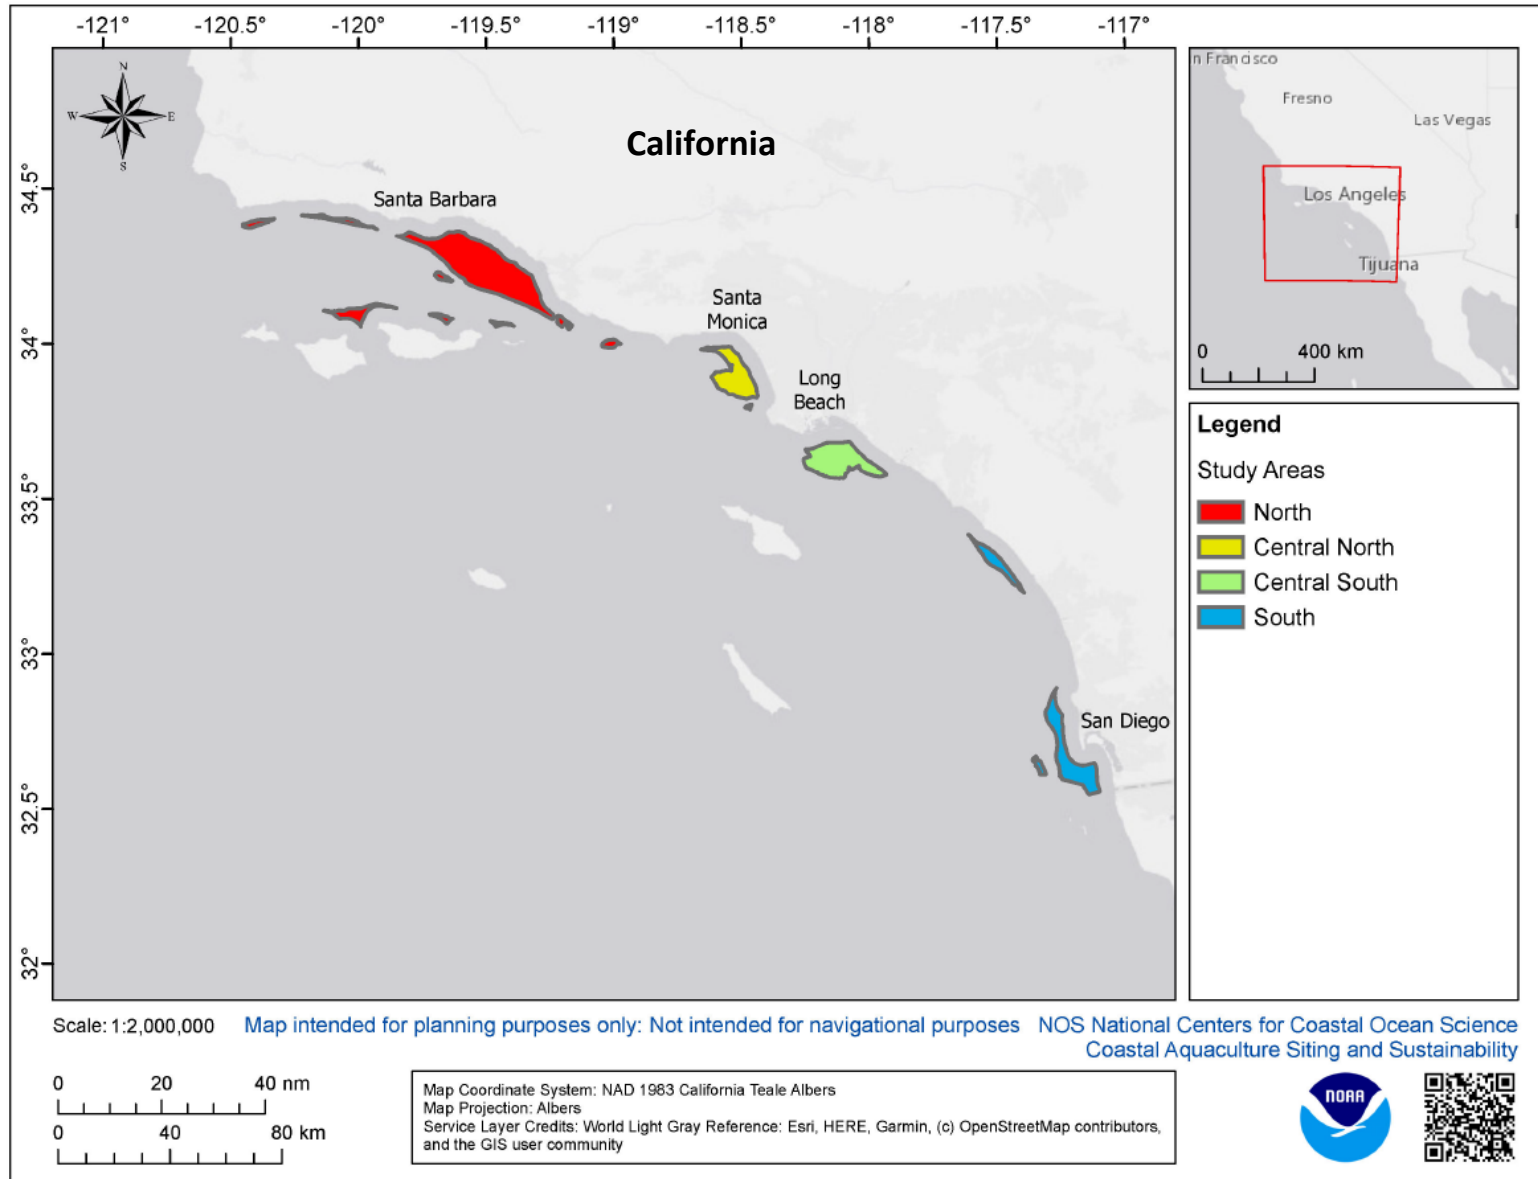 -121° -120.5° -120° -119.5° -119° -118.5° -118° -117.5° -117°
34.5°
34°
33.5°
33°
32.5°
32°
N
W E
S
California
Santa Barbara
Santa
Monica
Long
Beach
San Diego
n Francisco
Fresno
Las Vegas
Los Angeles
Tijuana
0 400 km
Legend
Study Areas
North
Central North
Central South
South
Scale: 1:2,000,000
Map intended for planning purposes only: Not intended for navigational purposes
NOS National Centers for Coastal Ocean Science
Coastal Aquaculture Siting and Sustainability
0 20 40 nm
0 40 80 km
Map Coordinate System: NAD 1983 California Teale Albers
Map Projection: Albers
Service Layer Credits: World Light Gray Reference: Esri, HERE, Garmin, (c) OpenStreetMap contributors,
and the GIS user community
NOAA